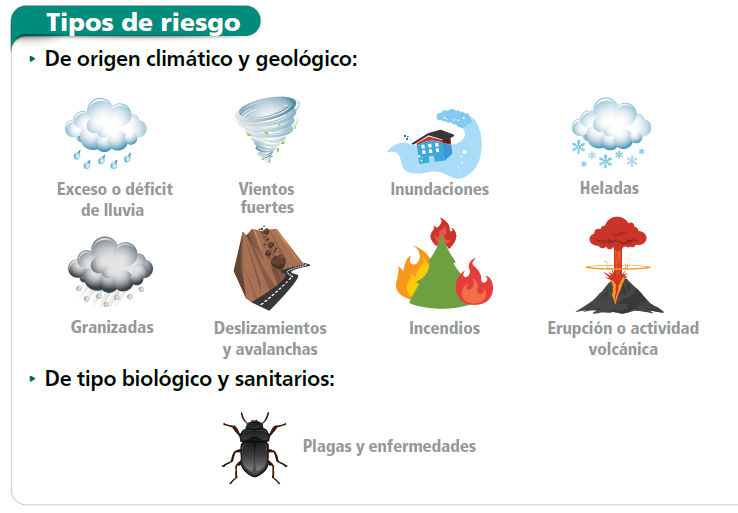 Tipos de riesgo
‣ De origen climático y geológico:
Exceso o déficit
de lluvia
Vientos
fuertes
Inundaciones
Heladas
Granizadas
Deslizamientos
y avalanchas
Incendios
Erupción o actividad
volcánica
‣ De tipo biológico y sanitarios:
Plagas y enfermedades